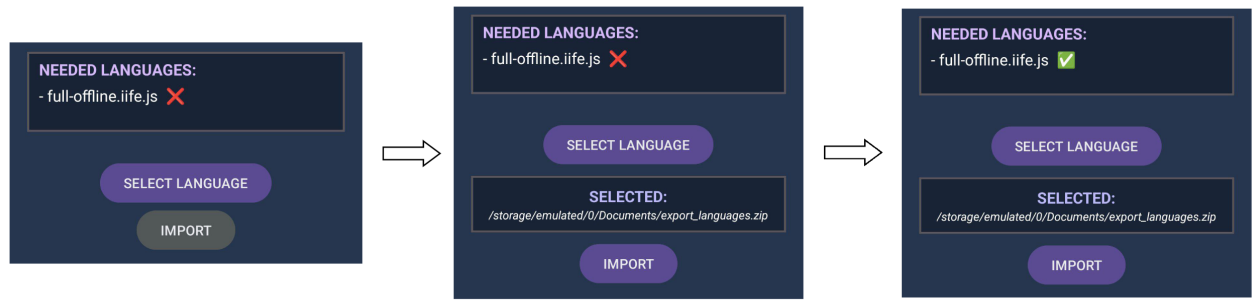 NEEDED LANGUAGES:
- full-offline.iife.js ❌
SELECT LANGUAGE
IMPORT
NEEDED LANGUAGES:
- full-offline.iife.js ❌
SELECT LANGUAGE
SELECTED:
/storage/emulated/0/Documents/export_languages.zip
IMPORT
NEEDED LANGUAGES:
- full-offline.iife.js ✅
SELECT LANGUAGE
SELECTED:
/storage/emulated/0/Documents/export_languages.zip
IMPORT